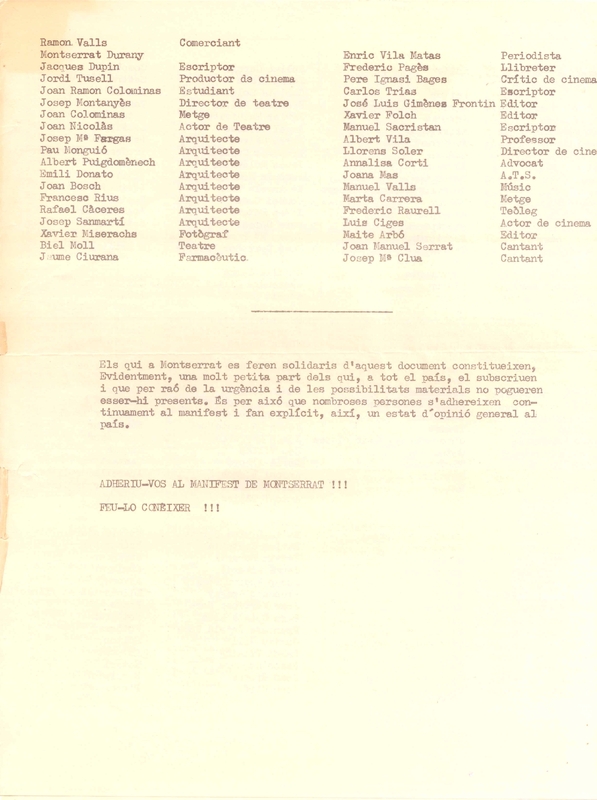 Ramon Valls Comerciant
Montserrat Durany
Jacques Dupin Escriptor
Jordi Tusell Productor de cinema
Joan Ramon Colominas Estudiant
Josep Montanyès Director de teatre
Joan Colominas Metge
Joan Nicolàs Actor de Teatre
Josep Mª Fargas Arquitecte
Pau Monguió Arquitecte
Albert Puigdomènech Arquitecte
Emili Donato Arquitecte
Joan Bosch Arquitecte
Francesc Rius Arquitecte
Rafael Càceres Arquitecte
Josep Sanmartí Arquitecte
Xavier Miserachs Fotògraf
Biel Moll Teatre
Jaume Ciurana Farmacèutic
Enric Vila Matas Periodista
Frederic Pagès Llibreter
Pere Ignasi Bages Crític de cinema
Carlos Trias Escriptor
José Luis Gimènes Frontin Editor
Xavier Folch Editor
Manuel Sacristan Escriptor
Albert Vila Professor
Llorens Soler Director de cine
Annalisa Corti Advocat
Joana Mas A.T.S.
Manuel Valls Músic
Marta Carrera Metge
Frederic Raurell Teòleg
Luis Ciges Actor de cinema
Maite Arbó Editor
Joan Manuel Serrat Cantant
Josep Mª Clua Cantant
Els qui a Montserrat es feren solidaris d'aquest document constitueixen,
Evidentment, una molt petita part dels qui, a tot el país, el subscriuen
i que per raó de la urgència i de les possibilitats materials no pogueren
esser-hi presents. És per aixó que nombroses persones s'adhereixen con-
tinuament al manifest i fan explícit, així, un estat d'opinió general al
país.
ADHERIU-VOS AL MANIFEST DE MONTSERRAT !!!
FEU-LO CONÈIXER !!!